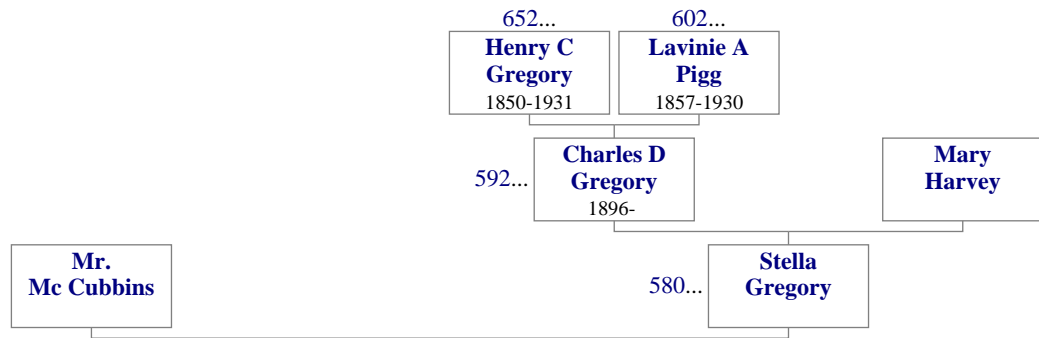 652...
602...
Henry C
Gregory
1850-1931
Lavinie A
Pigg
1857-1930
592...
Charles D
Gregory
1896-
Mary
Harvey
Mr.
Mc Cubbins
580...
Stella
Gregory